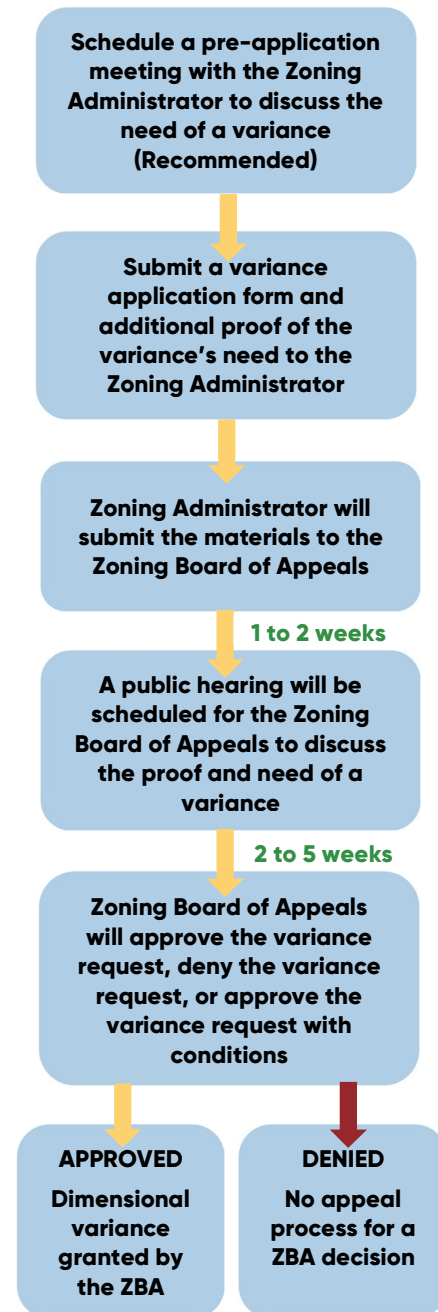 Schedule a pre-application
meeting with the Zoning
Administrator to discuss the
need of a variance
(Recommended)
Submit a variance
application form and
additional proof of the
variance’s need to the
Zoning Administrator
Zoning Administrator will
submit the materials to the
Zoning Board of Appeals
1 to 2 weeks
A public hearing will be
scheduled for the Zoning
Board of Appeals to discuss
the proof and need of a
variance
2 to 5 weeks
Zoning Board of Appeals
will approve the variance
request, deny the variance
request, or approve the
variance request with
conditions
APPROVED
Dimensional
variance
granted by
the ZBA
DENIED
No appeal
process for a
ZBA decision